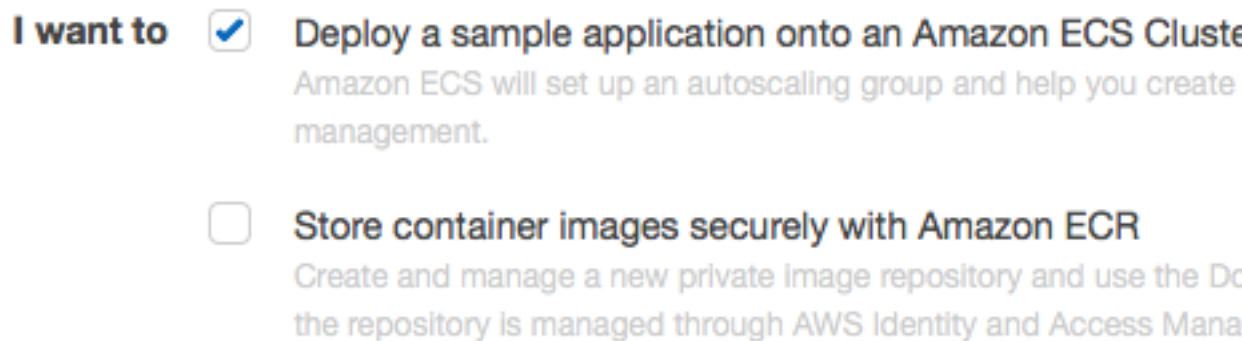 I want to Deploy a sample application onto an Amazon ECS Cluste
Amazon ECS will set up an autoscaling group and help you create
management.
Store container images securely with Amazon ECR
Create and manage a new private image repository and use the Do
the repository is managed through AWS Identity and Access Mana